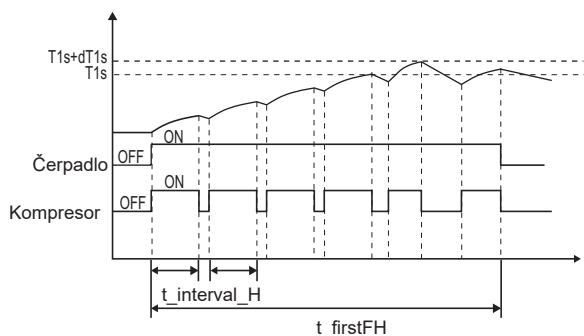 T1s+dT1s
T1s
ON
Čerpadlo OFF
ON
Kompresor OFF
t_interval_H
t_firstFH